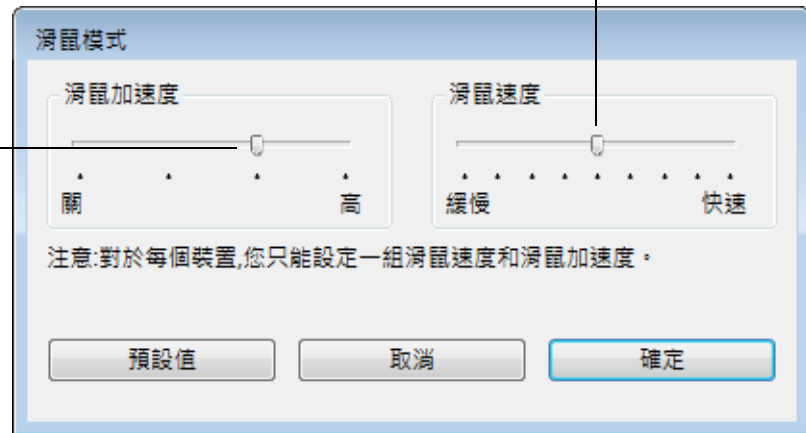 滑鼠模式
滑鼠加速度
滑鼠速度
關
高
緩慢
快速
注意:對於每個裝置,您只能設定一組滑鼠速度和滑鼠加速度。
預設值
取消
確定